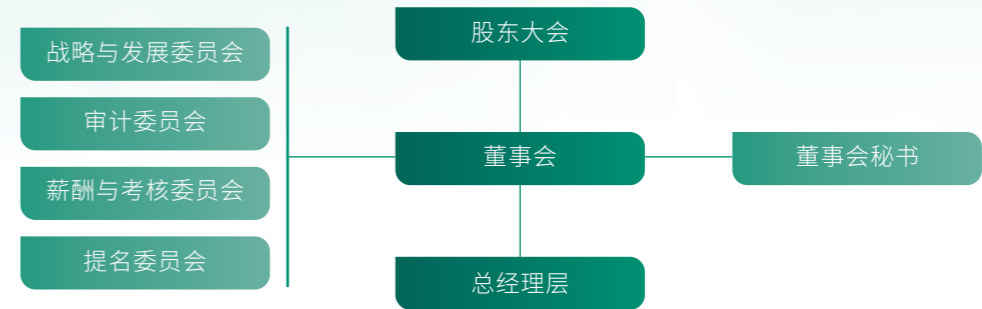 股东大会
战略与发展委员会
审计委员会
薪酬与考核委员会
提名委员会
董事会
董事会秘书
总经理层